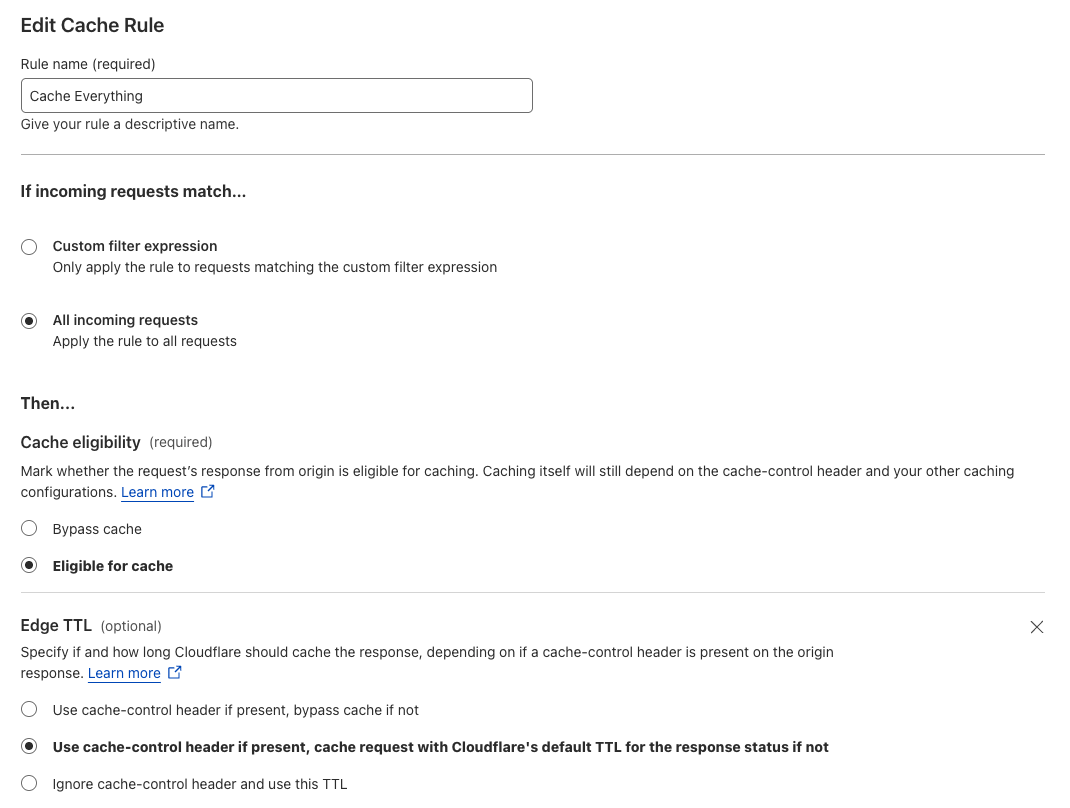 Edit Cache Rule
Rule name (required)
Cache Everything
Give your rule a descriptive name.
If incoming requests match...
Custom filter expression
Only apply the rule to requests matching the custom filter expression
All incoming requests
Apply the rule to all requests
Then...
Cache eligibility (required)
Mark whether the request’s response from origin is eligible for caching. Caching itself will still depend on the cache-control header and your other caching
configurations. Learn more
Bypass cache
Eligible for cache
Edge TTL (optional)
Specify if and how long Cloudflare should cache the response, depending on if a cache-control header is present on the origin
response. Learn more
Use cache-control header if present, bypass cache if not
Use cache-control header if present, cache request with Cloudflare's default TTL for the response status if not
Ignore cache-control header and use this TTL